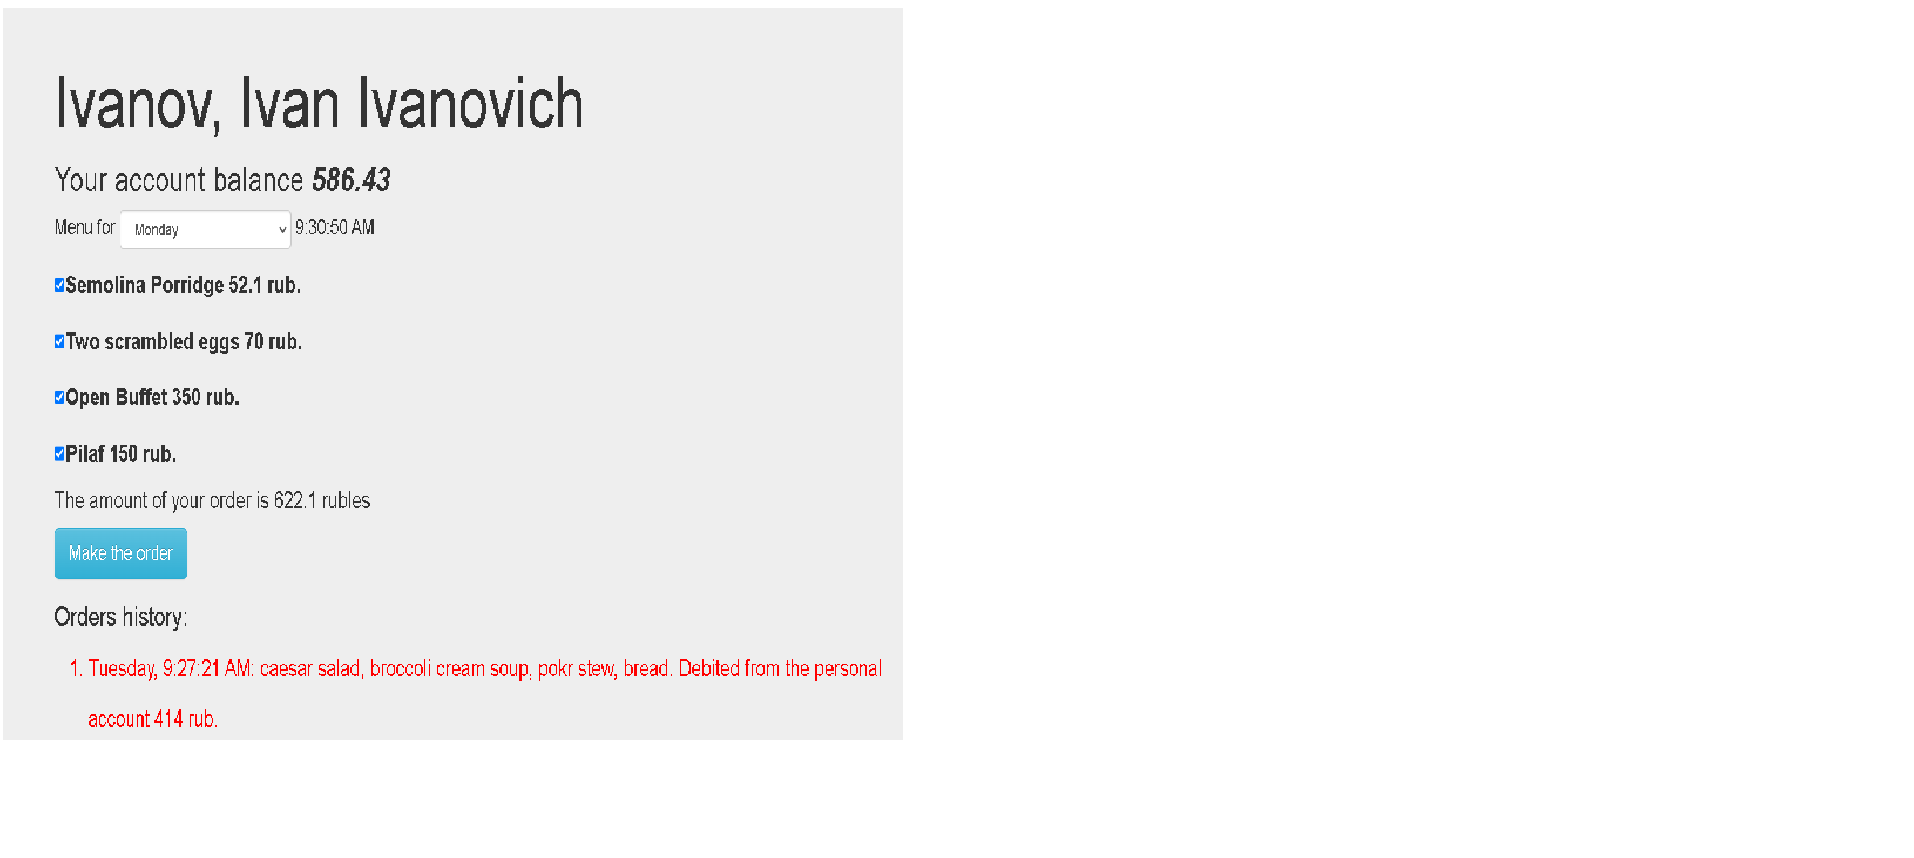 Ivanov, Ivan Ivanovich
Your account balance 586.43
Menu for Monday 9:30:50 AM
Semolina Porridge 52.1 rub.
Two scrambled eggs 70 rub.
Open Buffet 350 rub.
Pilaf 150 rub.
The amount of your order is 622.1 rubles
Make the order
Orders history:
1. Tuesday, 9:27:21 AM: caesar salad, broccoli cream soup, pokr stew, bread. Debited from the personal
account 414 rub.